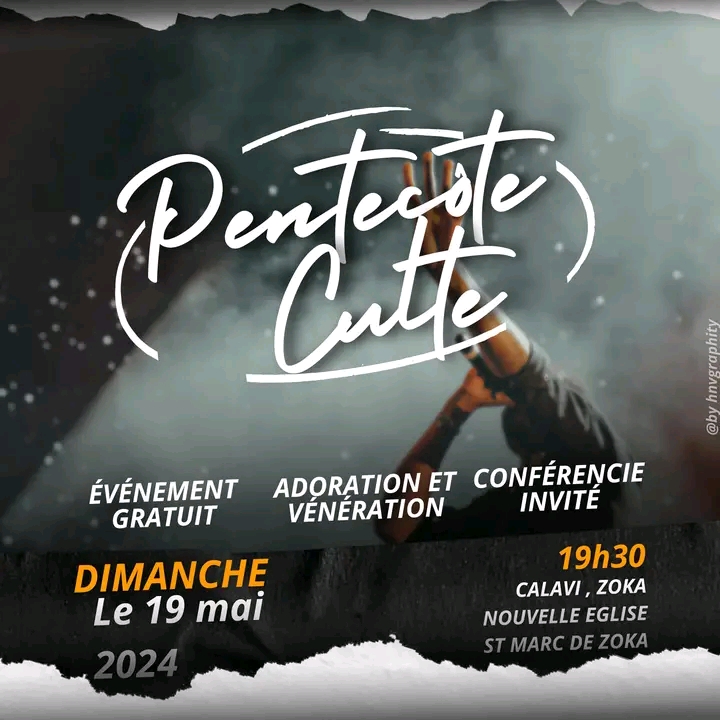 Pentecôte
Culte
ÉVÉNEMENT
GRATUIT
ADORATION ET
VÉNÉRATION
CONFÉRENCIE
INVITÉ
DIMANCHE
Le 19 mai
2024
19h30
CALAVI , ZOKA
NOUVELLE EGLISE
ST MARC DE ZOKA
@by hnvgraphity